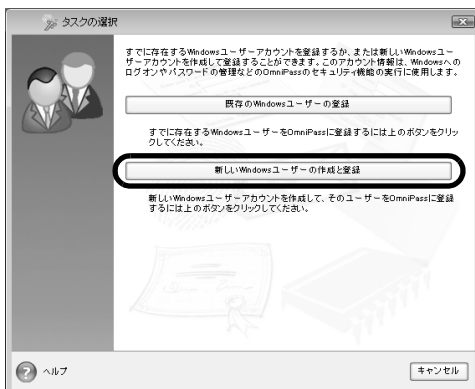 タスクの選択
すでに存在するWindowsユーザーアカウントを登録するか、または新しいWindowsユー
ザーアカウントを作成して登録することができます。このアカウント情報は、Windowsへの
ログオンやパスワードの管理などのOmniPassのセキュリティ機能の実行に使用します。
既存のWindowsユーザーの登録
すでに存在するWindowsユーザーをOmniPassに登録するには上のボタンをクリッ
クしてください。
新しいWindowsユーザーの作成と登録
新しいWindowsユーザーアカウントを作成して、そのユーザーをOmniPassに登録
するには上のボタンをクリックしてください。
ヘルプ
キャンセル